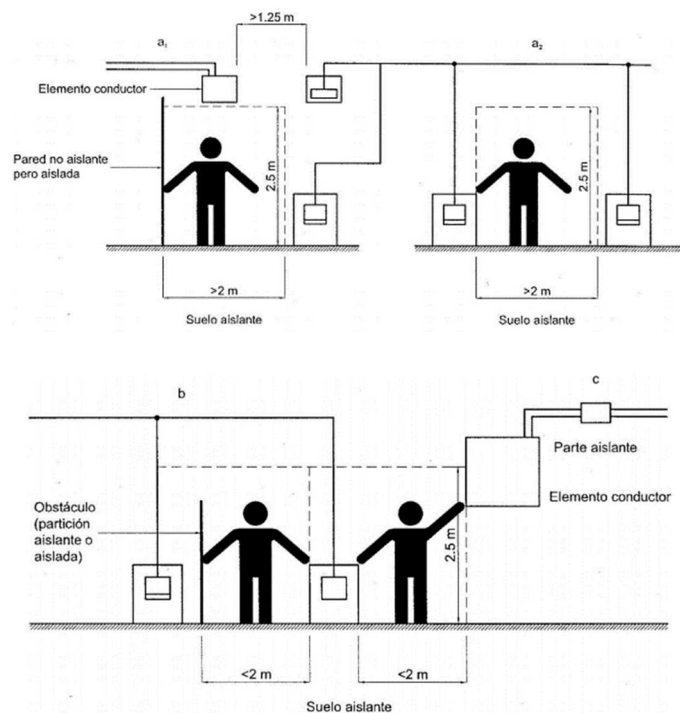 >1.25 m
a₁
a₂
Elemento conductor
Pared no aislante
pero aislada
2.5 m
2.5 m
>2 m
>2 m
Suelo aislante
Suelo aislante
b
c
Parte aislante
Elemento conductor
Obstáculo
(partición
aislante o
aislada)
2.5 m
<2 m
<2 m
Suelo aislante